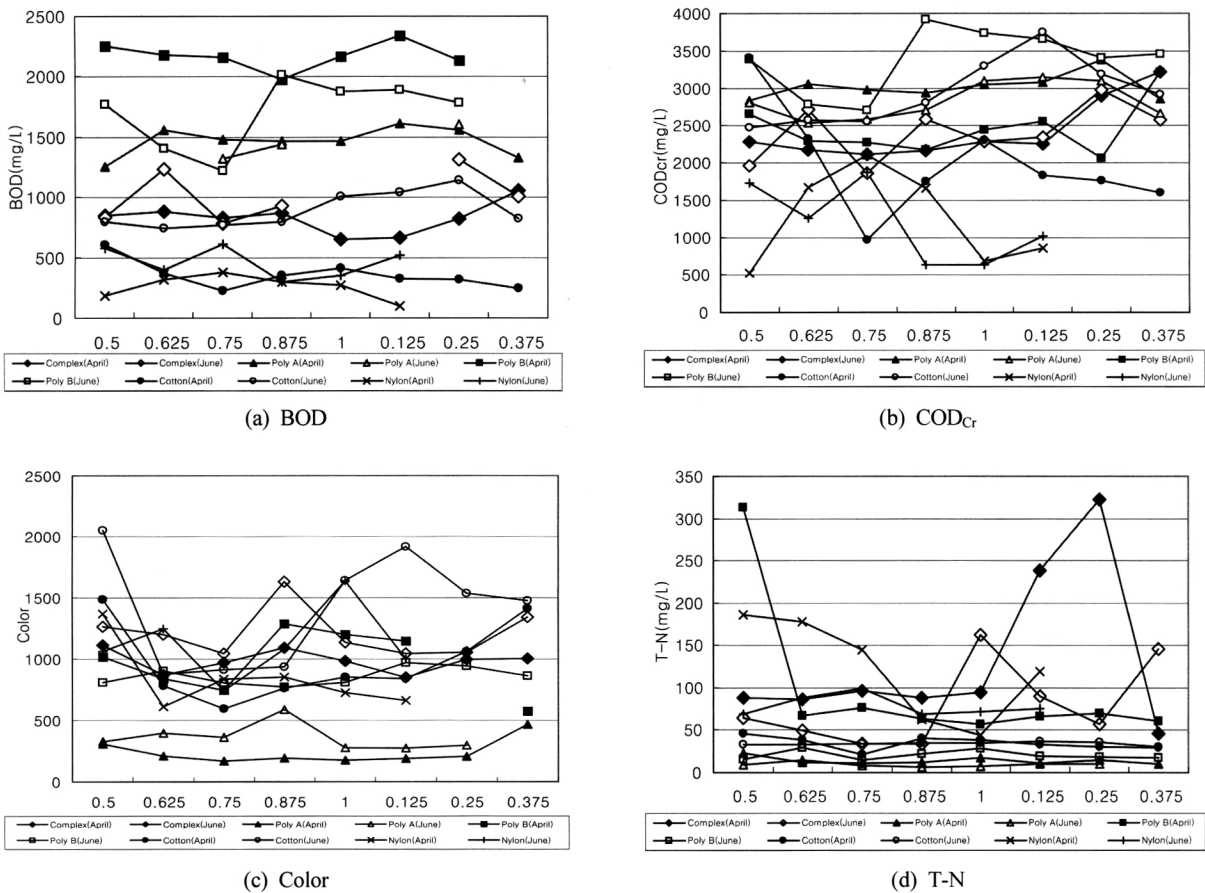 2500
2000
1500
1000
500
0
BOD(mg/L)
0.5 0.625 0.75 0.875 1 0.125 0.25 0.375
Complex(April) Complex(June) Poly A(April) Poly A(June) Poly B(April)
Poly B(June) Cotton(April) Cotton(June) Nylon(April) Nylon(June)
(a) BOD
4000
3500
3000
2500
2000
1500
1000
500
0
CODcr(mg/L)
0.5 0.625 0.75 0.875 1 0.125 0.25 0.375
Complex(April) Complex(June) Poly A(April) Poly A(June) Poly B(April)
Poly B(June) Cotton(April) Cotton(June) Nylon(April) Nylon(June)
(b) CODCr
2500
2000
1500
1000
500
0
Color
0.5 0.625 0.75 0.875 1 0.125 0.25 0.375
Complex(April) Complex(June) Poly A(April) Poly A(June) Poly B(April)
Poly B(June) Cotton(April) Cotton(June) Nylon(April) Nylon(June)
(c) Color
350
300
250
200
150
100
50
0
T-N(mg/L)
0.5 0.625 0.75 0.875 1 0.125 0.25 0.375
Complex(April) Complex(June) Poly A(April) Poly A(June) Poly B(April)
Poly B(June) Cotton(April) Cotton(June) Nylon(April) Nylon(June)
(d) T-N